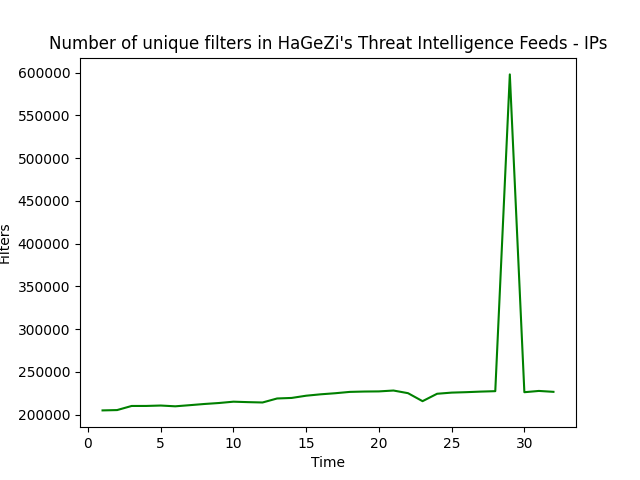 Number of unique filters in HaGeZi's Threat Intelligence Feeds - IPs
600000
550000
500000
450000
400000
350000
300000
250000
200000
Filters
0 5 10 15 20 25 30
Time